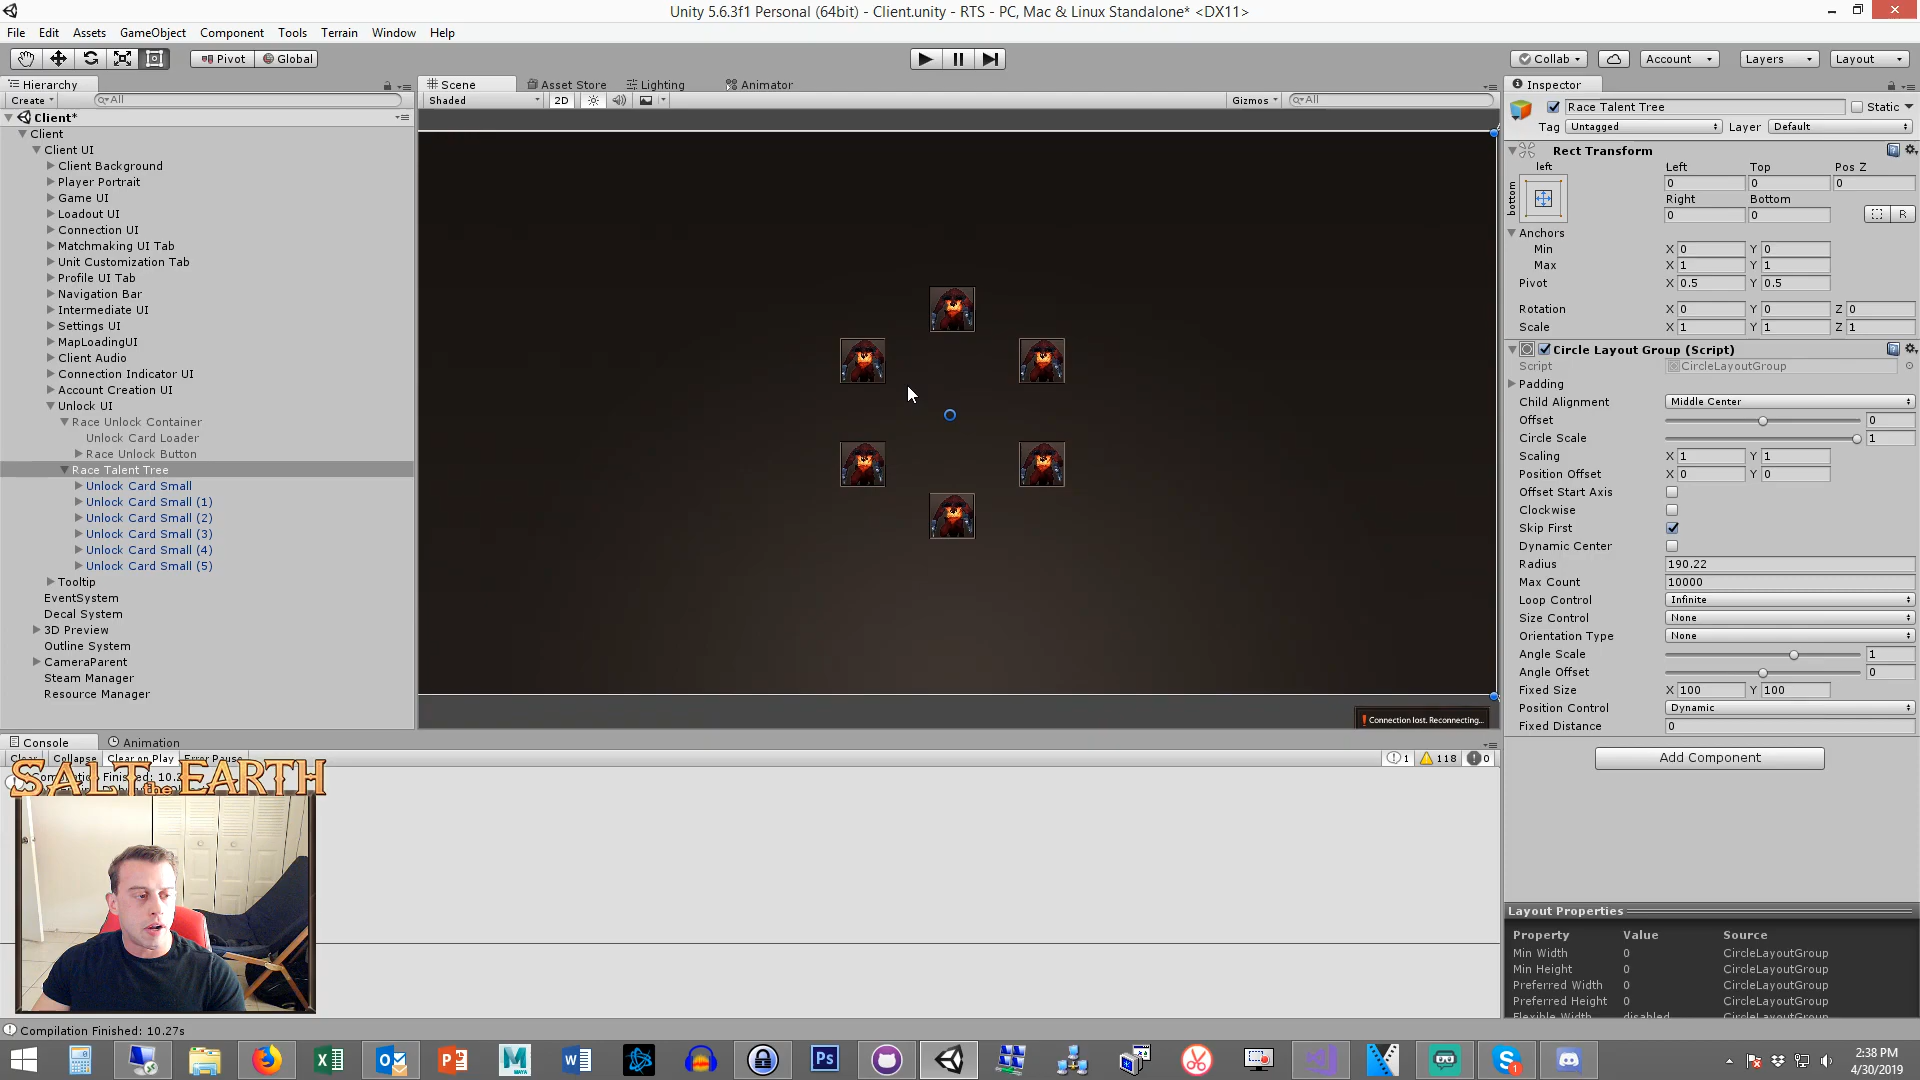 Unity 5.6.3f1 Personal (64bit) - Client.unity - RTS - PC, Mac & Linux Standalone* <DX11>
File Edit Assets GameObject Component Tools Terrain Window Help
Pivot Global Collab Account Layers Layout
Hierarchy
Create All
Client*
Client
Client UI
Client Background
Player Portrait
Game UI
Loadout UI
Connection UI
Matchmaking UI Tab
Unit Customization Tab
Profile UI Tab
Navigation Bar
Intermediate UI
Settings UI
MapLoadingUI
Client Audio
Connection Indicator UI
Account Creation UI
Unlock UI
Race Unlock Container
Unlock Card Loader
Race Unlock Button
Race Talent Tree
Unlock Card Small
Unlock Card Small (1)
Unlock Card Small (2)
Unlock Card Small (3)
Unlock Card Small (4)
Unlock Card Small (5)
Tooltip
EventSystem
Decal System
3D Preview
Outline System
CameraParent
Steam Manager
Resource Manager
Scene Asset Store Lighting Animator
Shaded 2D Gizmos All
Connection lost. Reconnecting...
Inspector
Race Talent Tree Static
Tag Untagged Layer Default
Rect Transform
left Left Top Pos Z
bottom 0 0 0
Right Bottom
0 0 R
Anchors
Min X 0 Y 0
Max X 1 Y 1
Pivot X 0.5 Y 0.5
Rotation X 0 Y 0 Z 0
Scale X 1 Y 1 Z 1
Circle Layout Group (Script)
Script CircleLayoutGroup
Padding
Child Alignment Middle Center
Offset 0
Circle Scale 1
Scaling X 1 Y 1
Position Offset X 0 Y 0
Offset Start Axis
Clockwise
Skip First
Dynamic Center
Radius 190.22
Max Count 10000
Loop Control Infinite
Size Control None
Orientation Type None
Angle Scale 1
Angle Offset 0
Fixed Size X 100 Y 100
Position Control Dynamic
Fixed Distance 0
Add Component
Layout Properties
Property Value Source
Min Width 0 CircleLayoutGroup
Min Height 0 CircleLayoutGroup
Preferred Width 0 CircleLayoutGroup
Preferred Height 0 CircleLayoutGroup
Flexible Width disabled CircleLayoutGroup
Console Animation
Clear Collapse Clear on Play Error Pause 1 118 0
SALT the EARTH
Compilation Finished: 10.27s
2:38 PM
4/30/2019